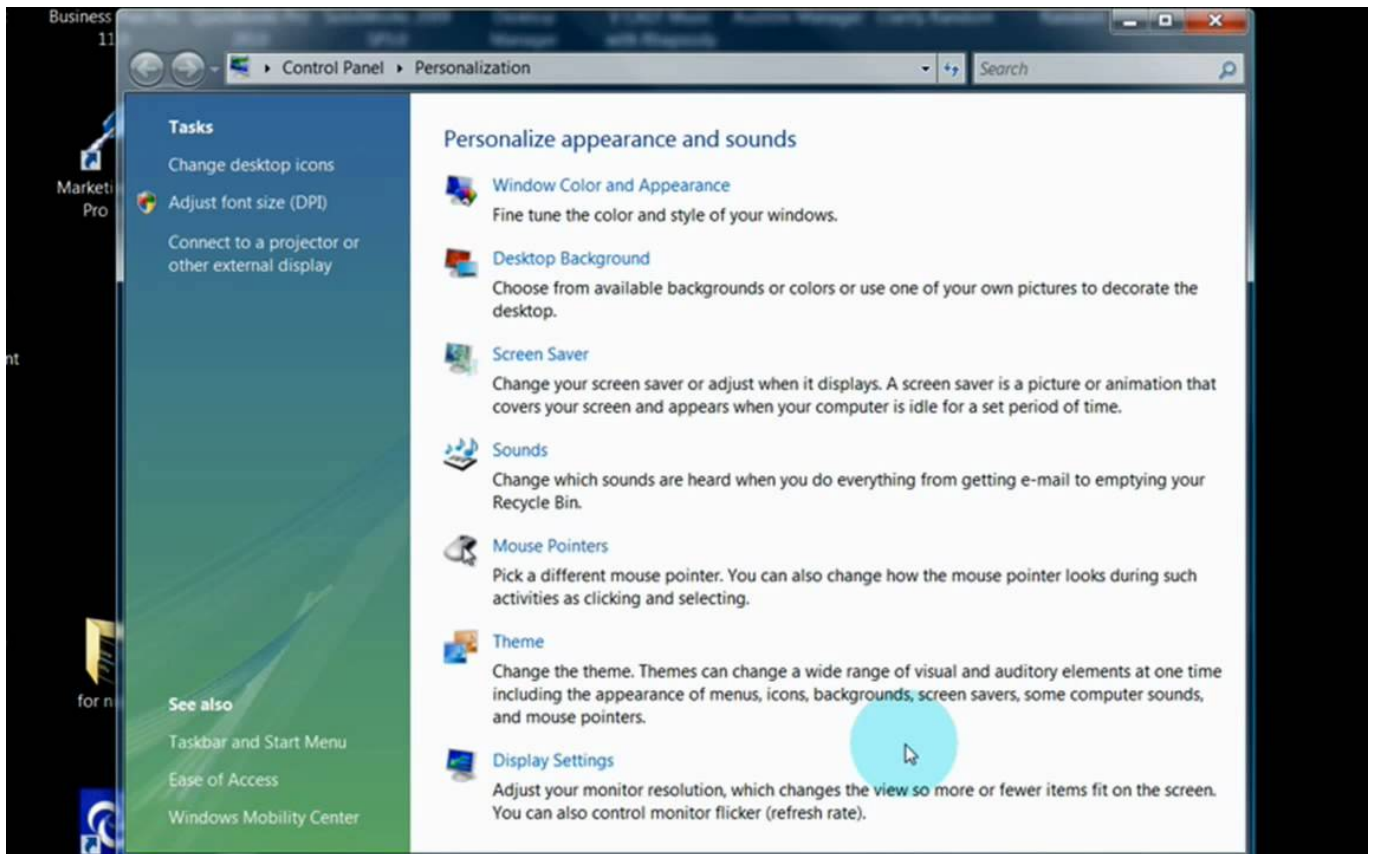 Business
11
with Rhapsody
Control Panel
Personalization
Search
Marketi
Pro
nt
for n
Tasks
Change desktop icons
Adjust font size (DPI)
Connect to a projector or
other external display
See also
Taskbar and Start Menu
Ease of Access
Windows Mobility Center
Personalize appearance and sounds
Window Color and Appearance
Fine tune the color and style of your windows.
Desktop Background
Choose from available backgrounds or colors or use one of your own pictures to decorate the
desktop.
Screen Saver
Change your screen saver or adjust when it displays. A screen saver is a picture or animation that
covers your screen and appears when your computer is idle for a set period of time.
Sounds
Change which sounds are heard when you do everything from getting e-mail to emptying your
Recycle Bin.
Mouse Pointers
Pick a different mouse pointer. You can also change how the mouse pointer looks during such
activities as clicking and selecting.
Theme
Change the theme. Themes can change a wide range of visual and auditory elements at one time
including the appearance of menus, icons, backgrounds, screen savers, some computer sounds,
and mouse pointers.
Display Settings
Adjust your monitor resolution, which changes the view so more or fewer items fit on the screen.
You can also control monitor flicker (refresh rate).